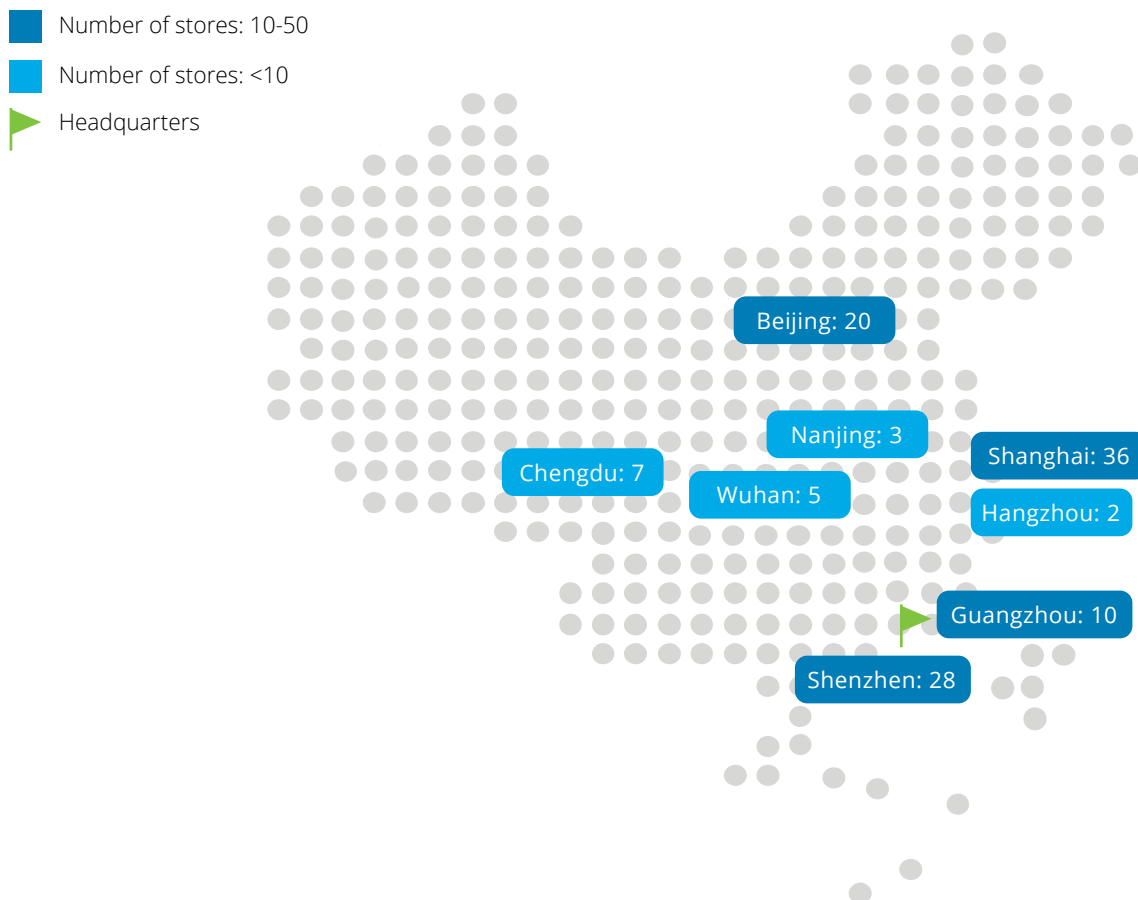 Number of stores: 10-50
Number of stores: <10
Headquarters
Beijing: 20
Nanjing: 3
Shanghai: 36
Chengdu: 7
Wuhan: 5
Hangzhou: 2
Guangzhou: 10
Shenzhen: 28